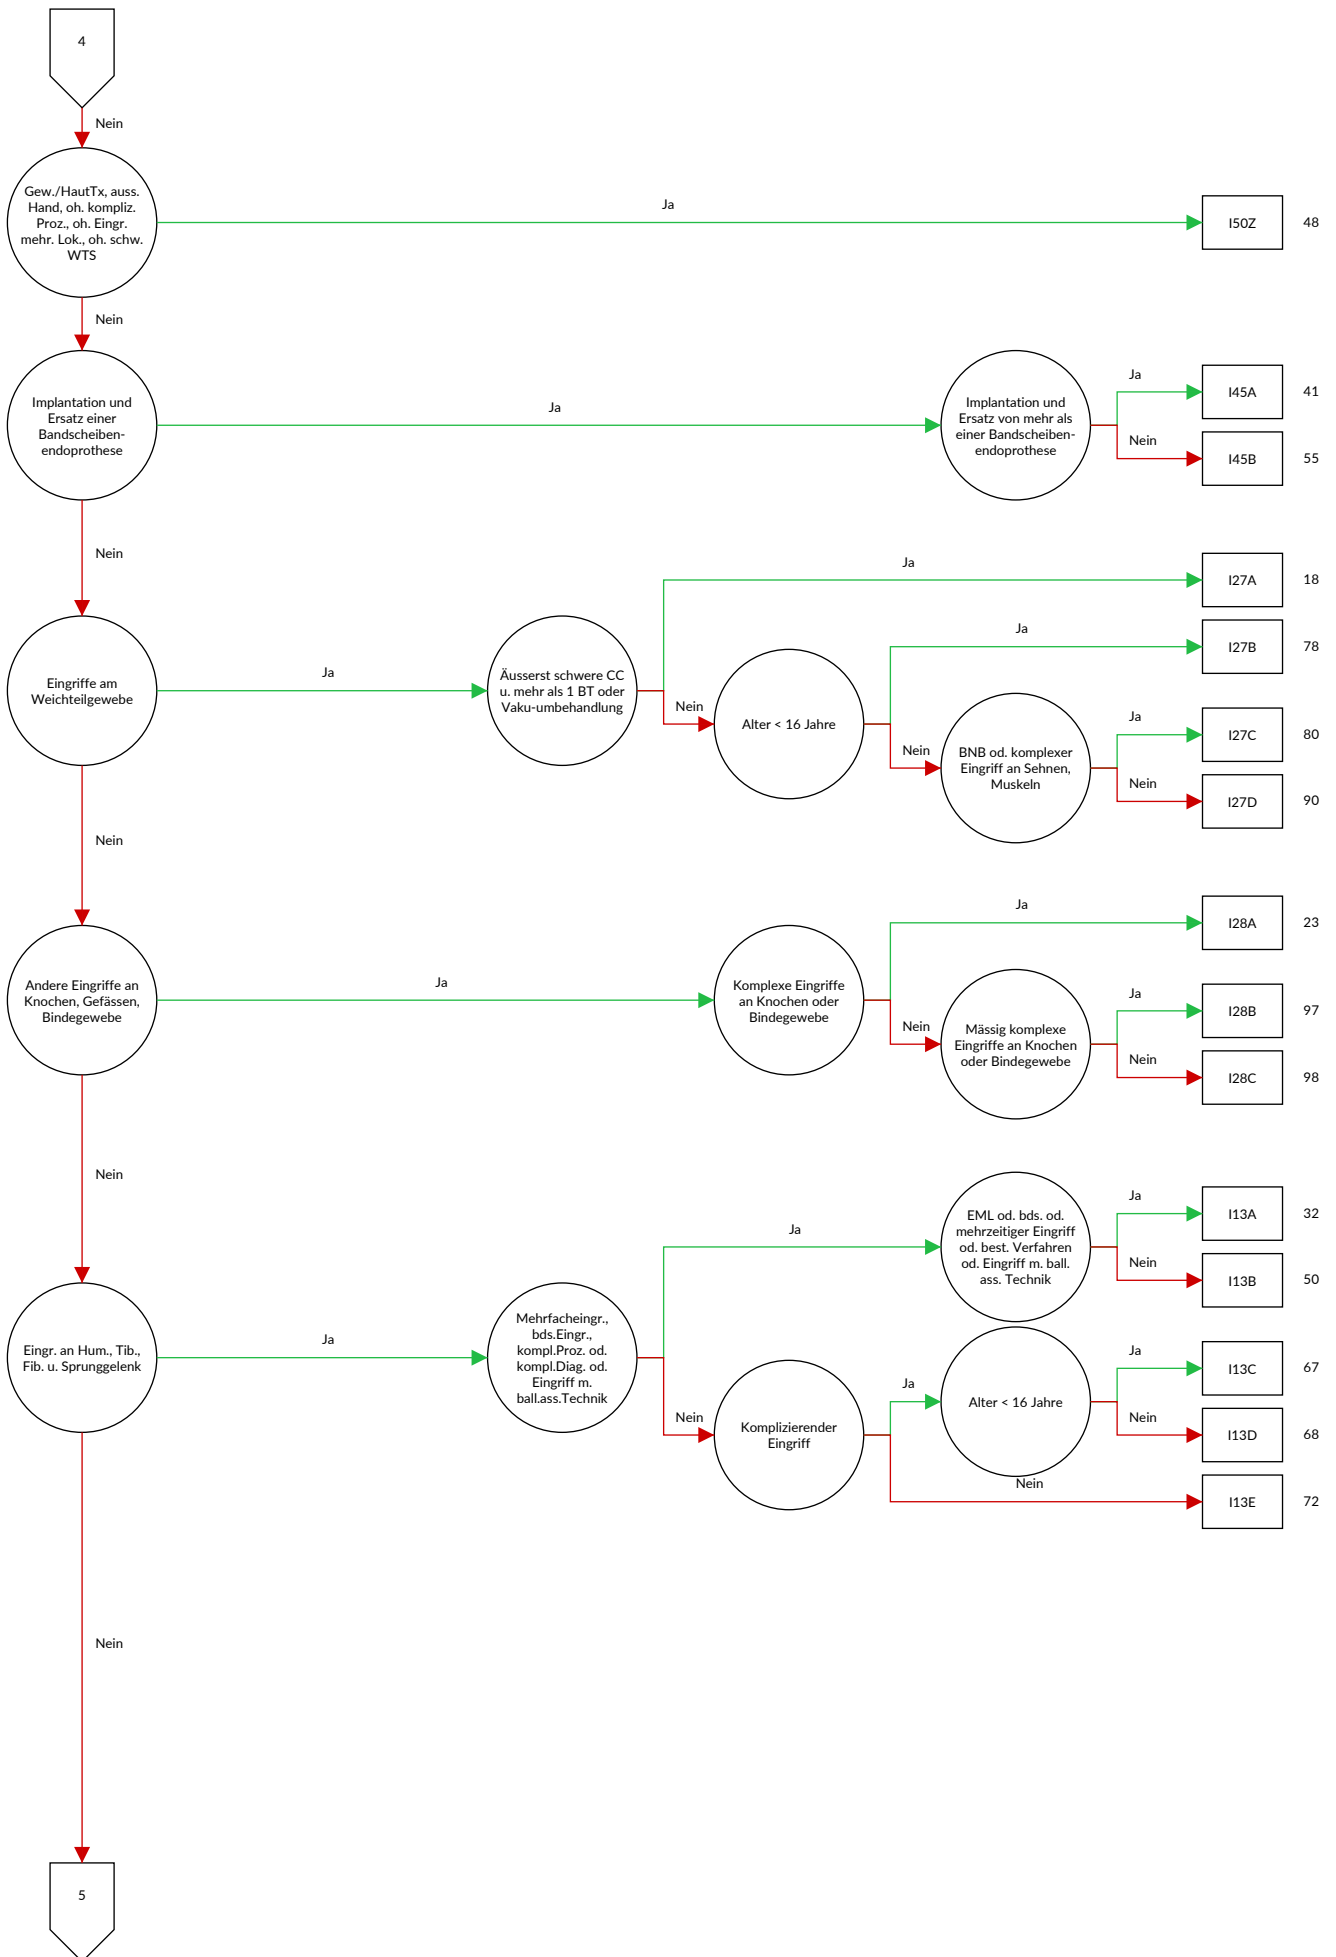 4
Nein
Gew./HautTx, auss.
Hand, oh. kompliz.
Proz., oh. Eingr.
mehr. Lok., oh. schw.
WTS
Ja
I50Z
48
Nein
Implantation und
Ersatz einer
Bandscheiben-
endoprothese
Ja
Implantation und
Ersatz von mehr als
einer Bandscheiben-
endoprothese
Ja
I45A
41
Nein
I45B
55
Nein
Eingriffe am
Weichteilgewebe
Ja
Äusserst schwere CC
u. mehr als 1 BT oder
Vaku-umbehandlung
Ja
I27A
18
Nein
Alter < 16 Jahre
Ja
I27B
78
Nein
BNB od. komplexer
Eingriff an Sehnen,
Muskeln
Ja
I27C
80
Nein
I27D
90
Nein
Andere Eingriffe an
Knochen, Gefässen,
Bindegewebe
Ja
Komplexe Eingriffe
an Knochen oder
Bindegewebe
Ja
I28A
23
Nein
Mässig komplexe
Eingriffe an Knochen
oder Bindegewebe
Ja
I28B
97
Nein
I28C
98
Nein
Eingr. an Hum., Tib.,
Fib. u. Sprunggelenk
Ja
Mehrfacheingr.,
bds.Eingr.,
kompl.Proz. od.
kompl.Diag. od.
Eingriff m.
ball.ass.Technik
Ja
EML od. bds. od.
mehrzeitiger Eingriff
od. best. Verfahren
od. Eingriff m. ball.
ass. Technik
Ja
I13A
32
Nein
I13B
50
Nein
Komplizierender
Eingriff
Ja
Alter < 16 Jahre
Ja
I13C
67
Nein
I13D
68
Nein
I13E
72
Nein
5